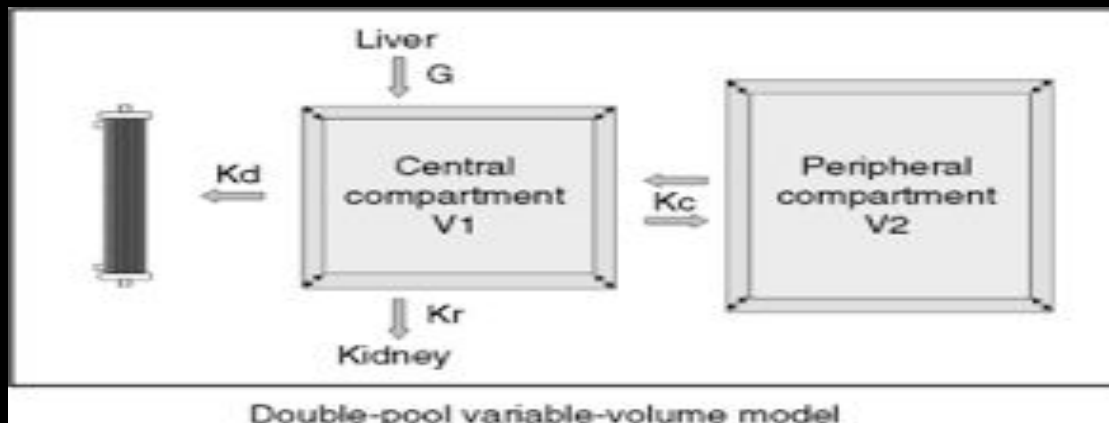 Liver
G
Kd
Central
compartment
V1
Kc
Peripheral
compartment
V2
Kr
Kidney
Double-pool variable-volume model